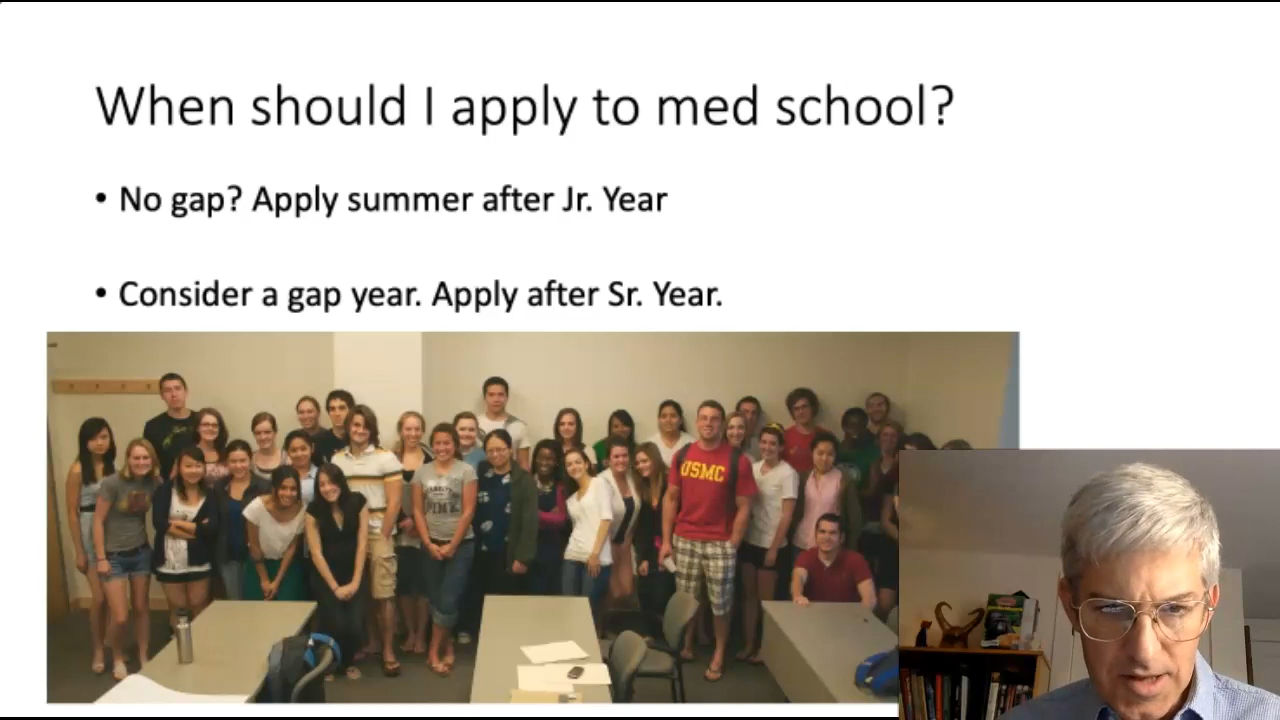 When should I apply to med school?
• No gap? Apply summer after Jr. Year
• Consider a gap year. Apply after Sr. Year.
USMC